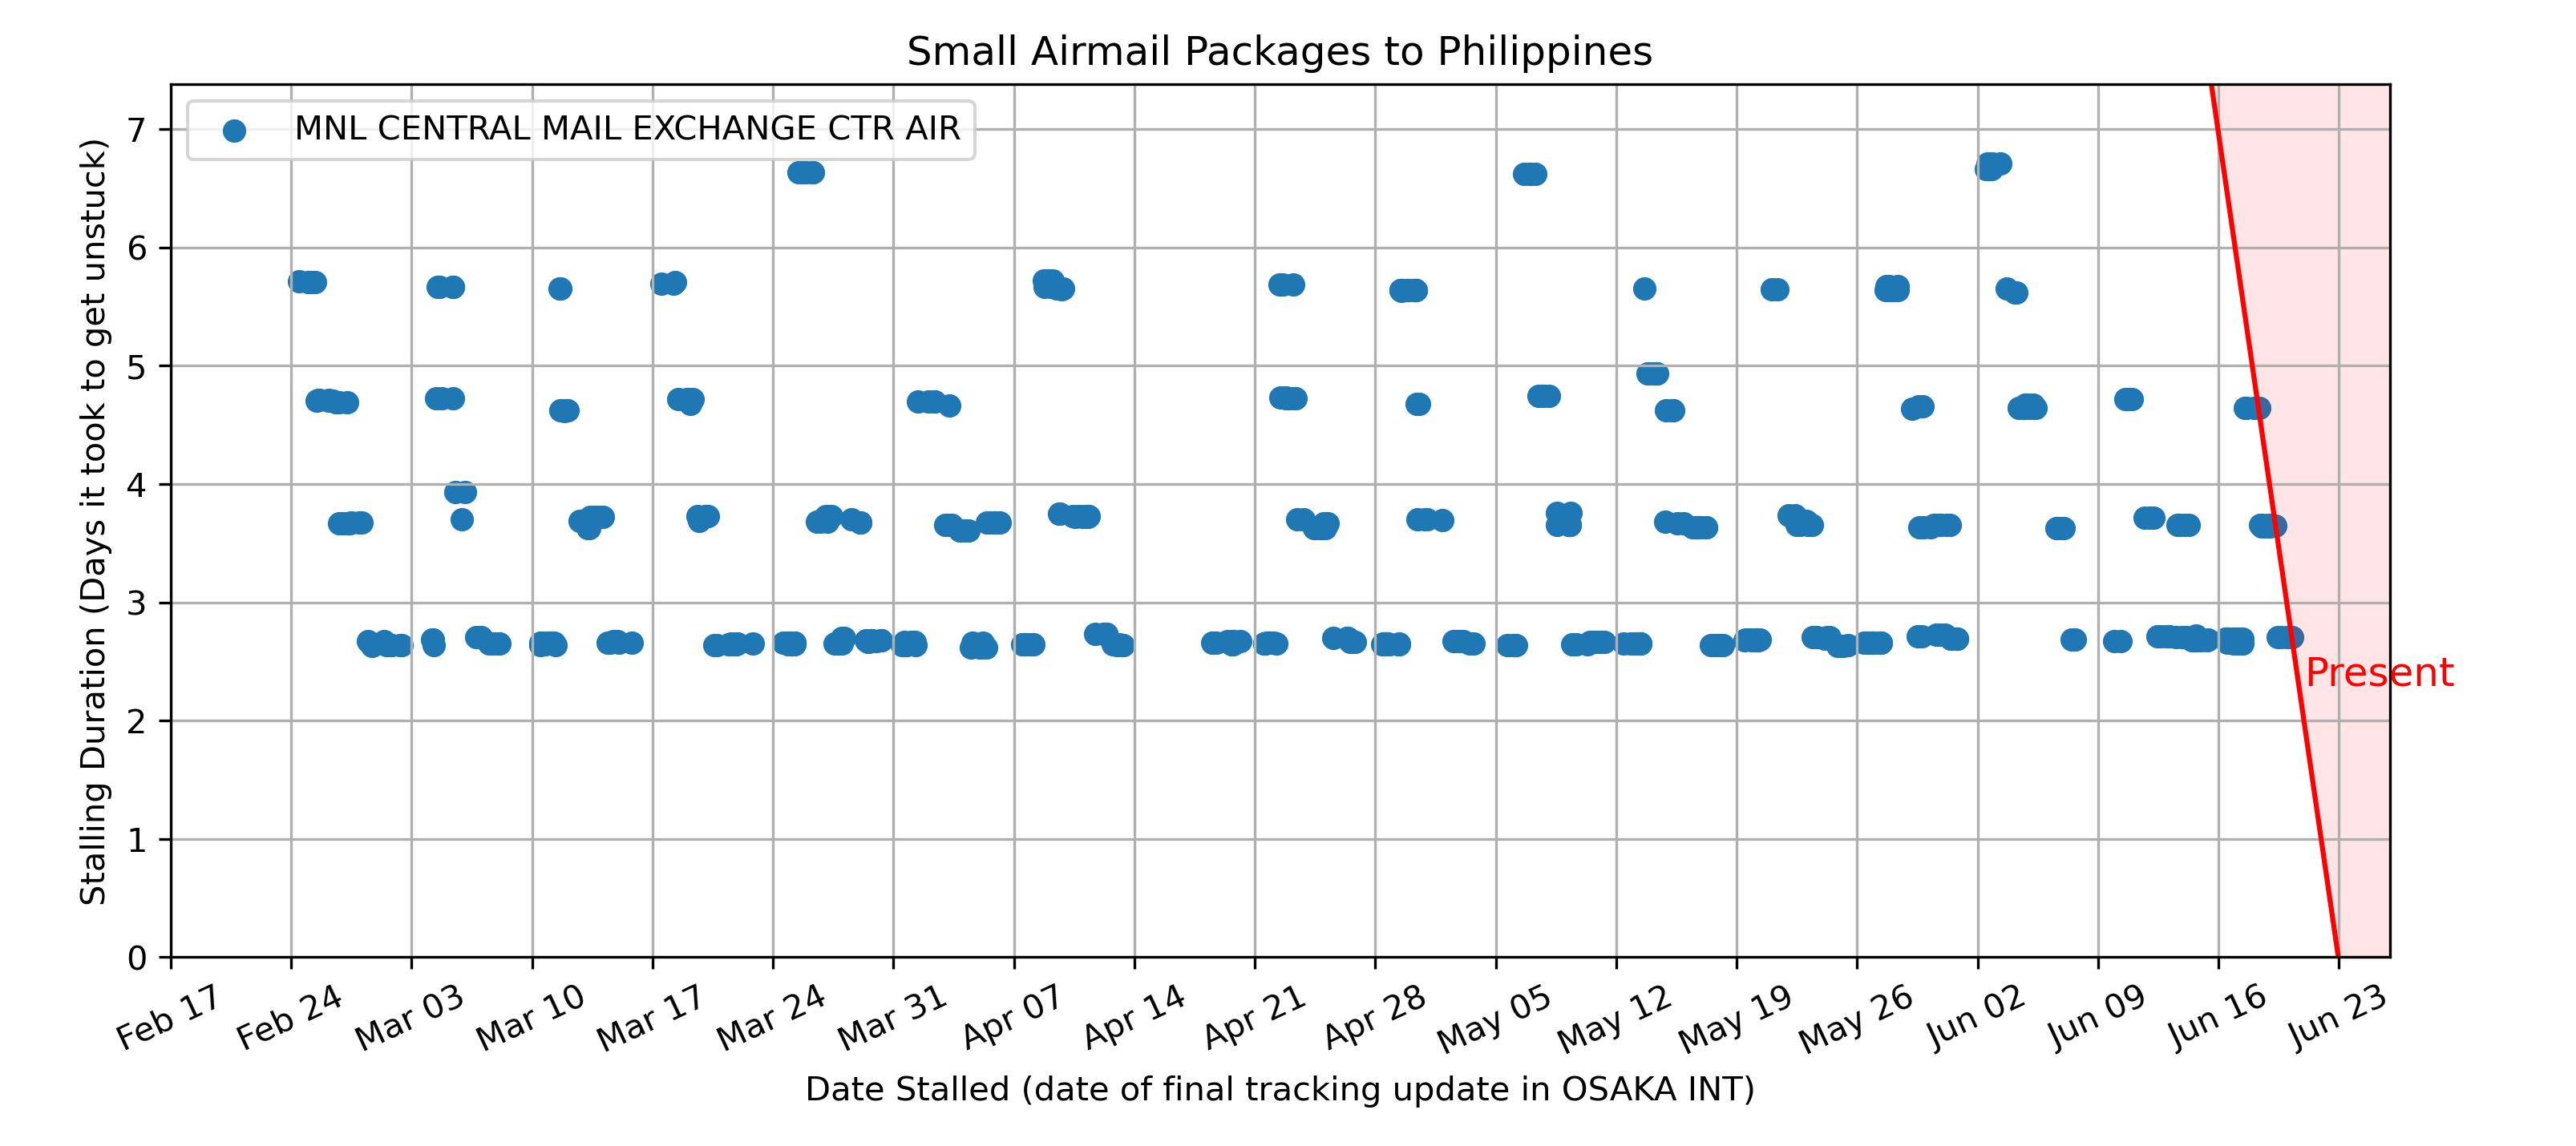 Small Airmail Packages to Philippines
MNL CENTRAL MAIL EXCHANGE CTR AIR
Stalling Duration (Days it took to get unstuck)
7
6
5
4
3
2
1
0
Present
Feb 17
Feb 24
Mar 03
Mar 10
Mar 17
Mar 24
Mar 31
Apr 07
Apr 14
Apr 21
Apr 28
May 05
May 12
May 19
May 26
Jun 02
Jun 09
Jun 16
Jun 23
Date Stalled (date of final tracking update in OSAKA INT)